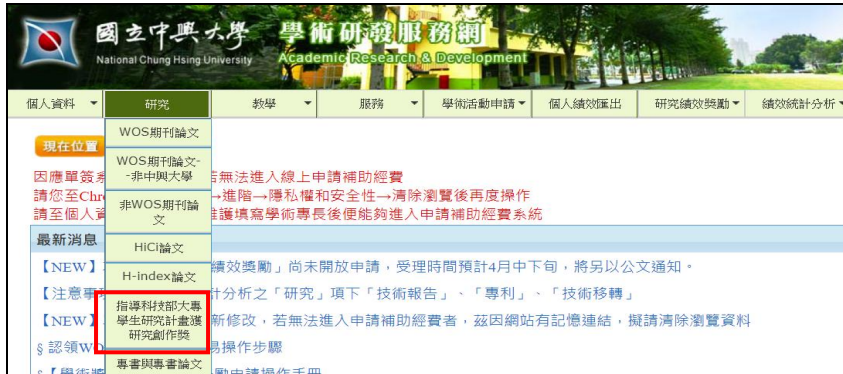 國立中興大學
National Chung Hsing University
學術研發服務網
Academic Research & Development
個人資料 研究 教學 服務 學術活動申請 個人績效匯出 研究績效獎勵 績效統計分析
WOS期刊論文
WOS期刊論文-
-非中興大學
非WOS期刊論
文
HiCi論文
H-index論文
指導科技部大專
學生研究計畫獲
研究創作獎
專書與專書論文
現在位置
因應單簽 若無法進入線上申請補助經費
請您至Chr →進階→隱私權和安全性→清除瀏覽後再度操作
請至個人資 維護填寫學術專長後便能夠進入申請補助經費系統
最新消息
【NEW】 績效獎勵」尚未開放申請，受理時間預計4月中下旬，將另以公文通知。
【注意事 計分析之「研究」項下「技術報告」、「專利」、「技術移轉」
【NEW】 新修改，若無法進入申請補助經費者，茲因網站有記憶連結，擬請清除瀏覽資料
§ 認領WO 易操作步驟